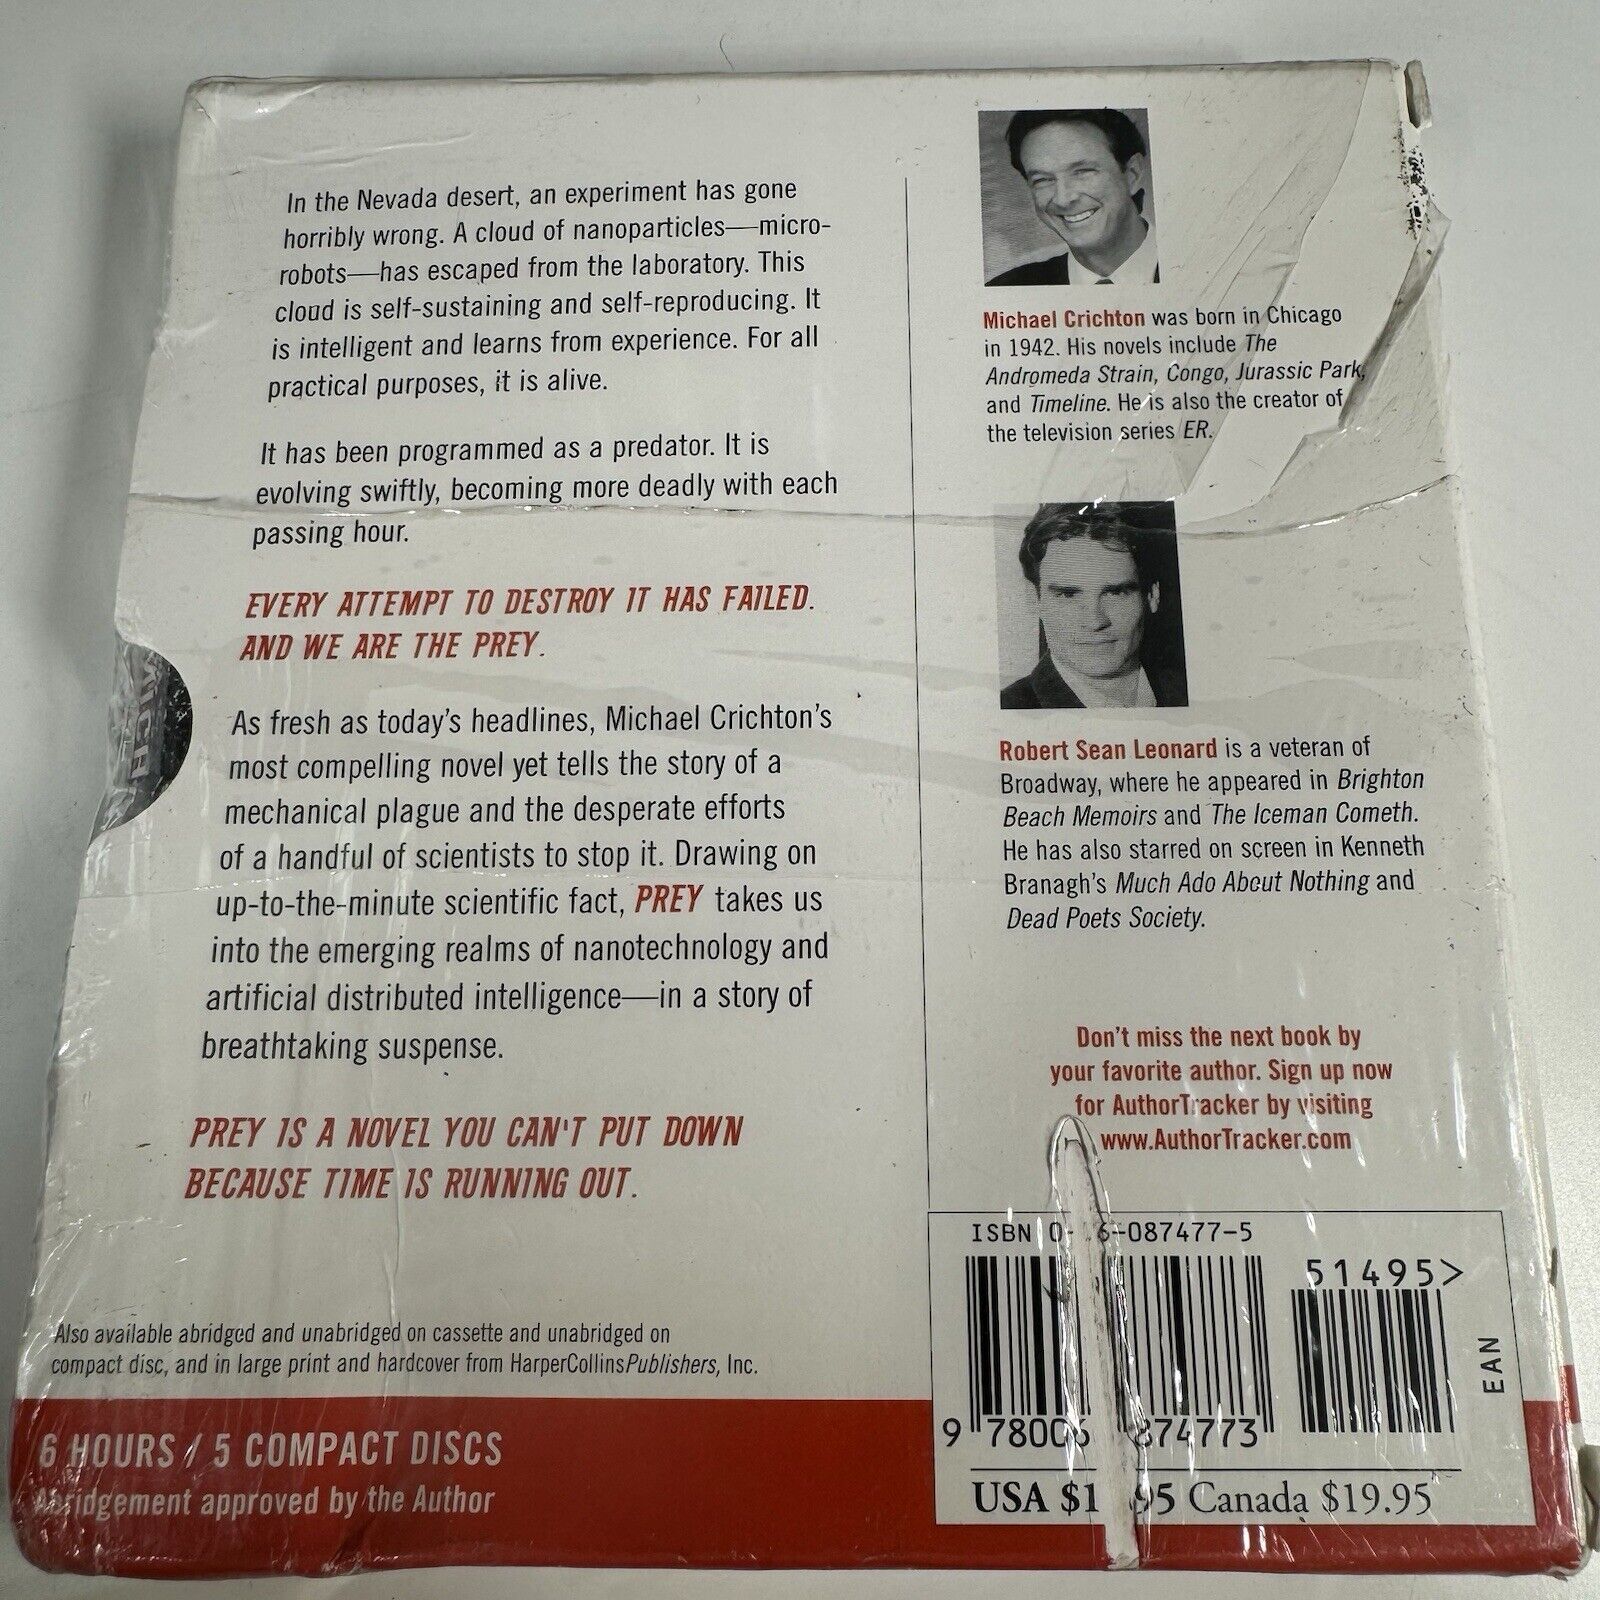 In the Nevada desert, an experiment has gone
horribly wrong. A cloud of nanoparticles—micro-
robots—has escaped from the laboratory. This
cloud is self-sustaining and self-reproducing. It
is intelligent and learns from experience. For all
practical purposes, it is alive.
It has been programmed as a predator. It is
evolving swiftly, becoming more deadly with each
passing hour.
EVERY ATTEMPT TO DESTROY IT HAS FAILED.
AND WE ARE THE PREY.
As fresh as today's headlines, Michael Crichton's
most compelling novel yet tells the story of a
mechanical plague and the desperate efforts
of a handful of scientists to stop it. Drawing on
up-to-the-minute scientific fact, PREY takes us
into the emerging realms of nanotechnology and
artificial distributed intelligence—in a story of
breathtaking suspense.
PREY IS A NOVEL YOU CAN'T PUT DOWN
BECAUSE TIME IS RUNNING OUT.
Also available abridged and unabridged on cassette and unabridged on
compact disc, and in large print and hardcover from HarperCollinsPublishers, Inc.
6 HOURS / 5 COMPACT DISCS
Abridgement approved by the Author
MICH
Michael Crichton was born in Chicago
in 1942. His novels include The
Andromeda Strain, Congo, Jurassic Park,
and Timeline. He is also the creator of
the television series ER.
Robert Sean Leonard is a veteran of
Broadway, where he appeared in Brighton
Beach Memoirs and The Iceman Cometh.
He has also starred on screen in Kenneth
Branagh's Much Ado About Nothing and
Dead Poets Society.
Don't miss the next book by
your favorite author. Sign up now
for AuthorTracker by visiting
www.AuthorTracker.com
ISBN 0- 6-087477-5
51495>
EAN
9 78006 874773
USA $1 95 Canada $19.95